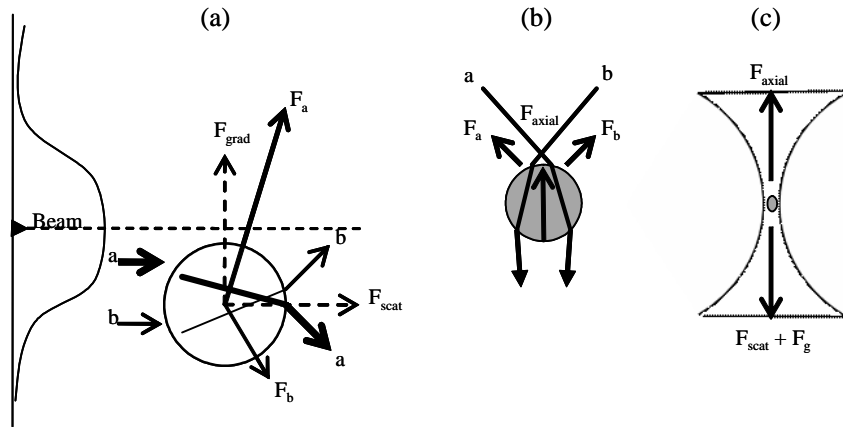 (a)
F_a
F_grad
Beam
a
b
b
F_scat
a
F_b
(b)
a
b
F_axial
F_a
F_b
(c)
F_axial
F_scat + F_g